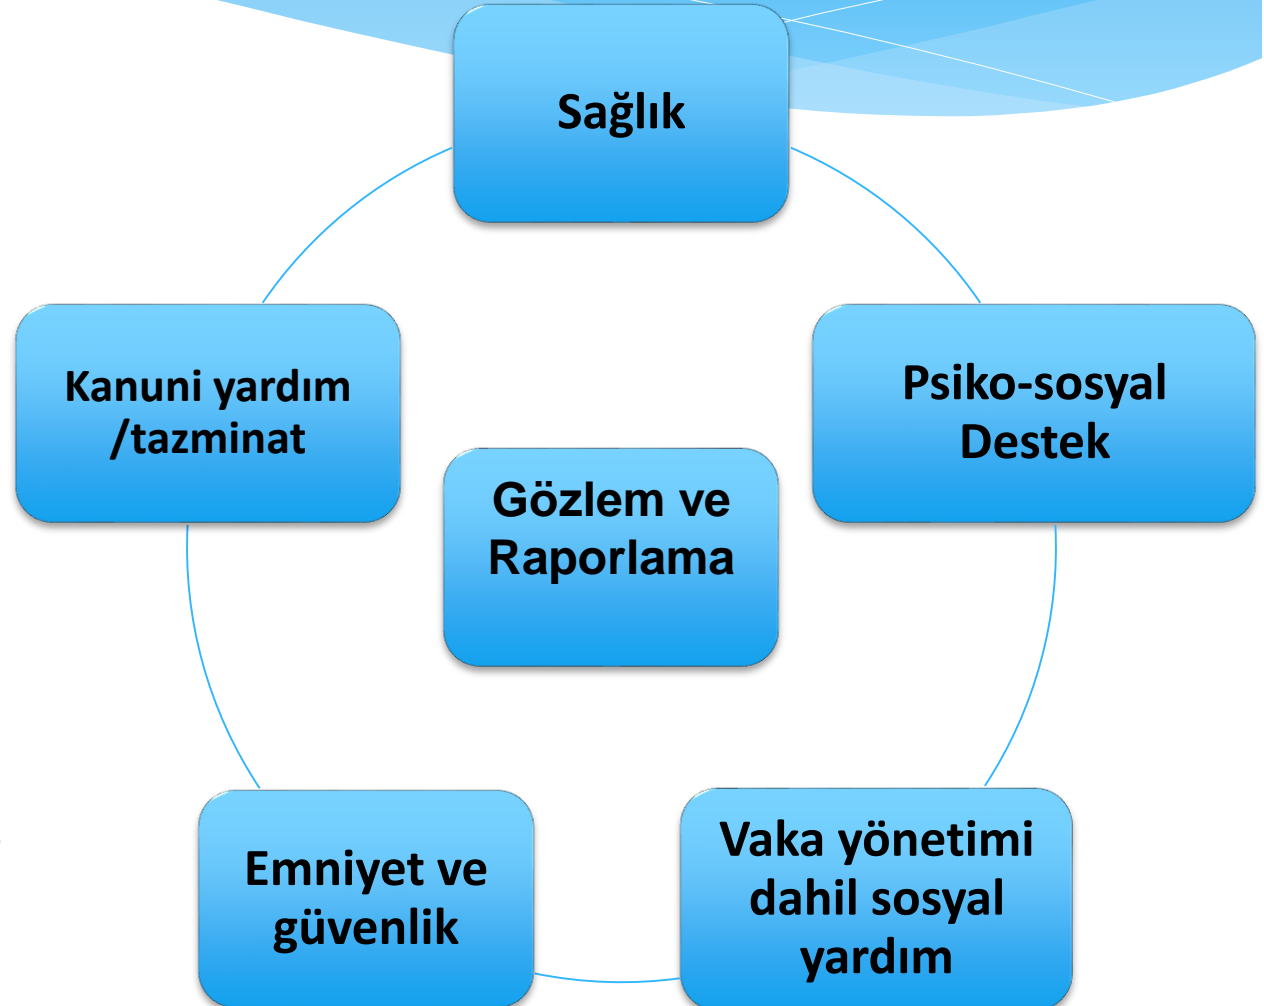 Sağlık
Kanuni yardım
/tazminat
Psiko-sosyal
Destek
Gözlem ve
Raporlama
Emniyet ve
güvenlik
Vaka yönetimi
dahil sosyal
yardım